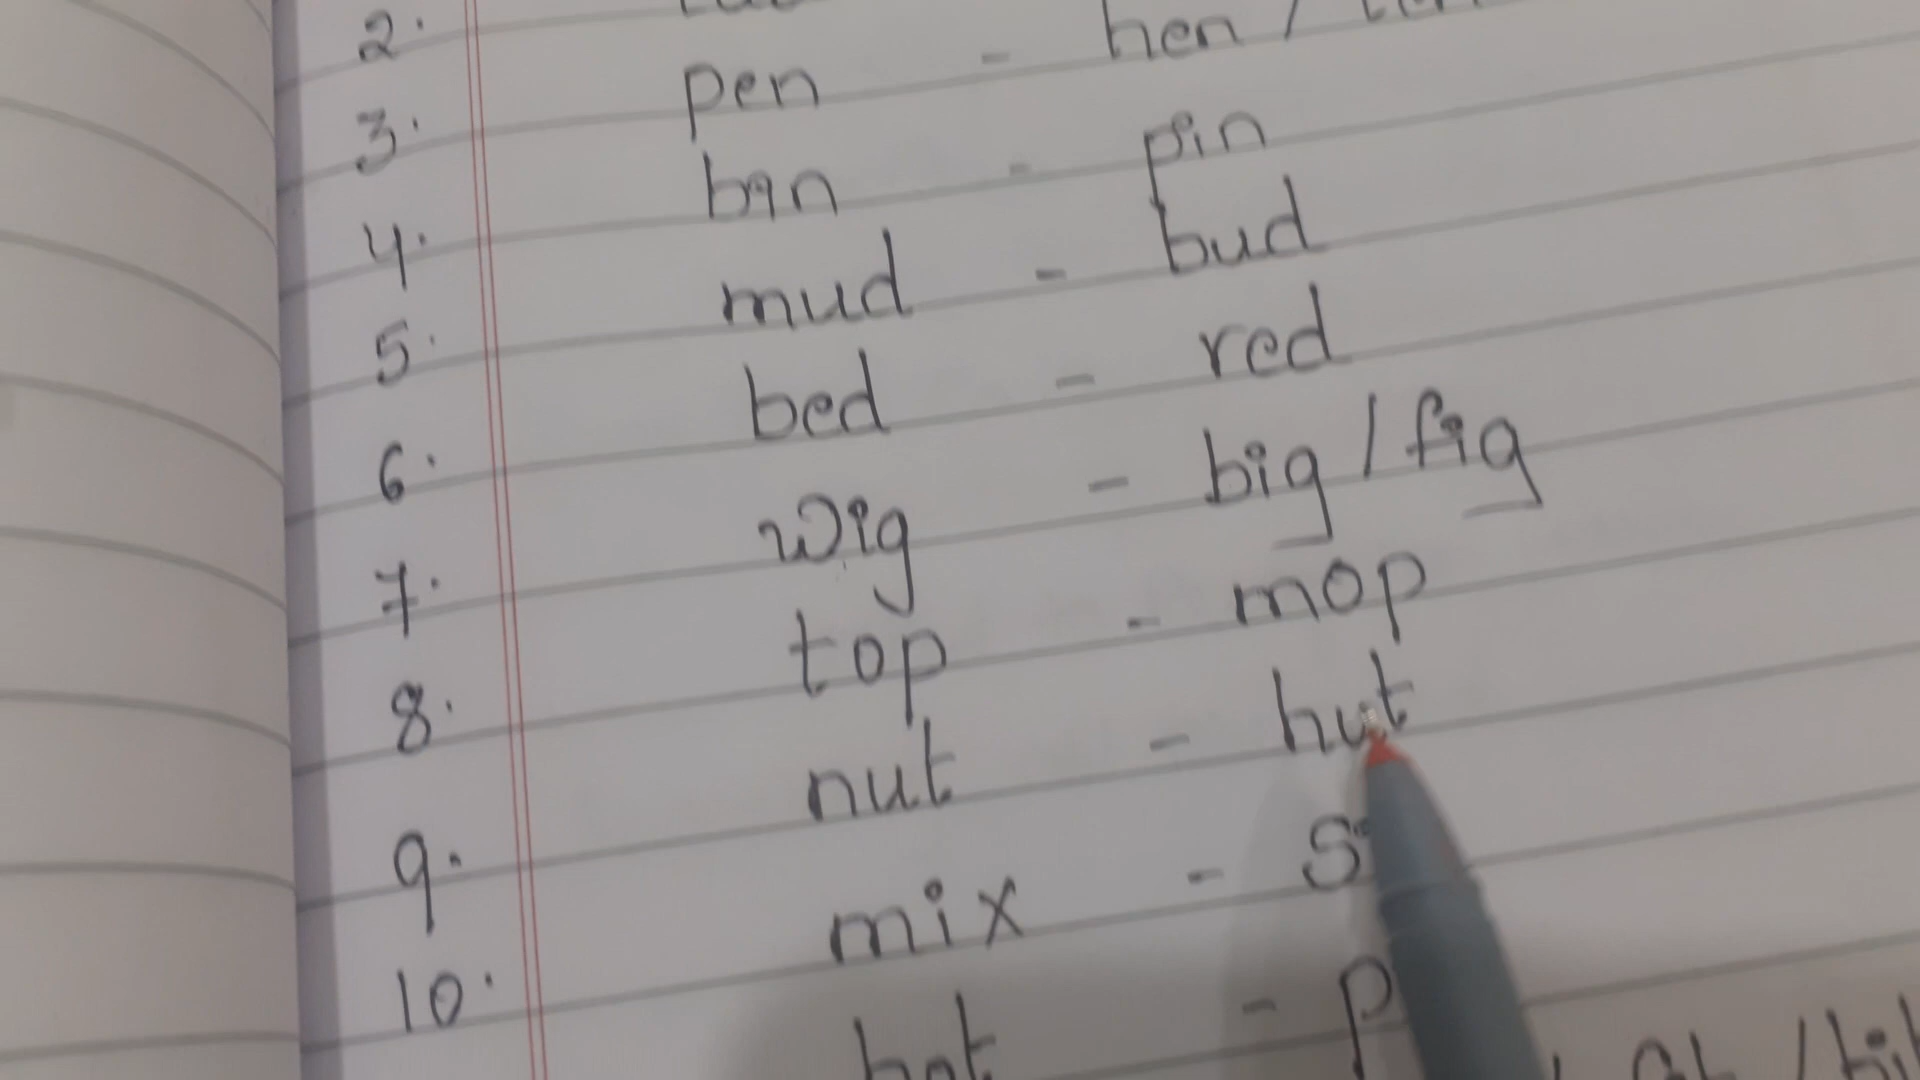 2.
3. pen - hen /
4. bin - pin
5. mud - bud
6. bed - red
7. wig - big / fig
8. top - mop
9. nut - hut
10. mix -